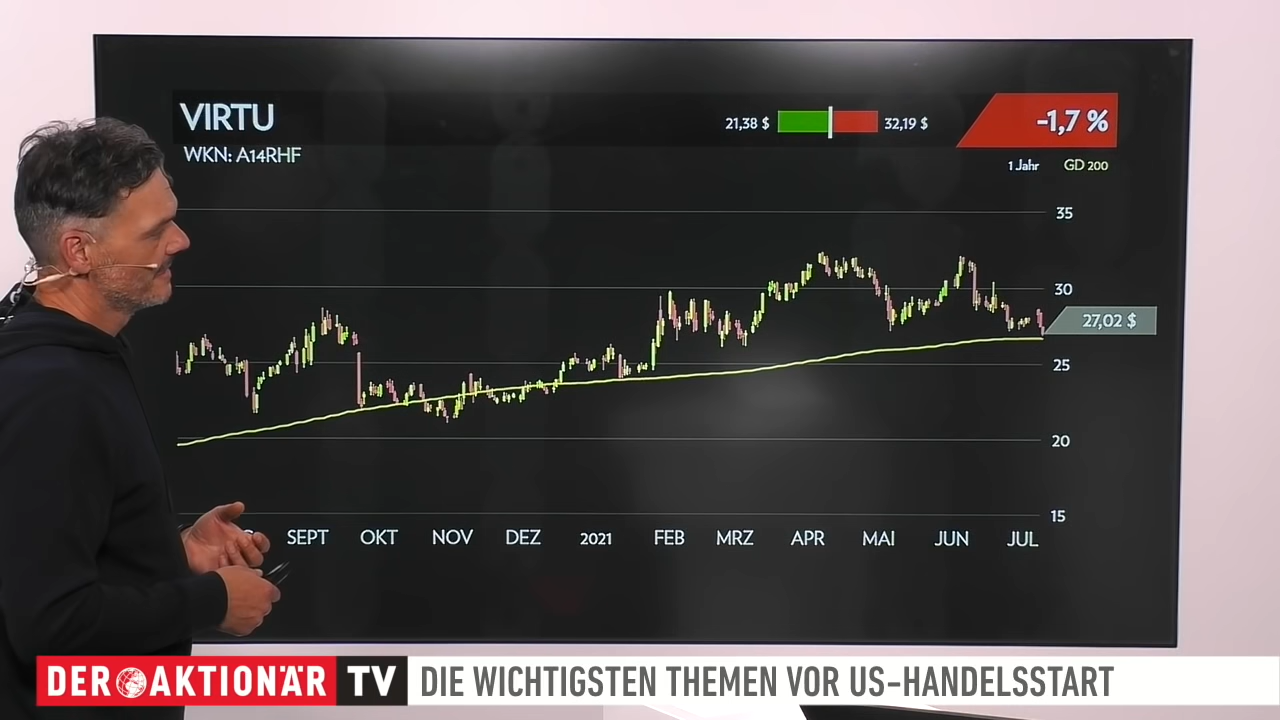 VIRTU
WKN: A14RHF
21,38 $ 32,19 $
-1,7 %
1 Jahr GD 200
35
30
27,02 $
25
20
15
SEPT OKT NOV DEZ 2021 FEB MRZ APR MAI JUN JUL
DER AKTIONÄR TV DIE WICHTIGSTEN THEMEN VOR US-HANDELSSTART